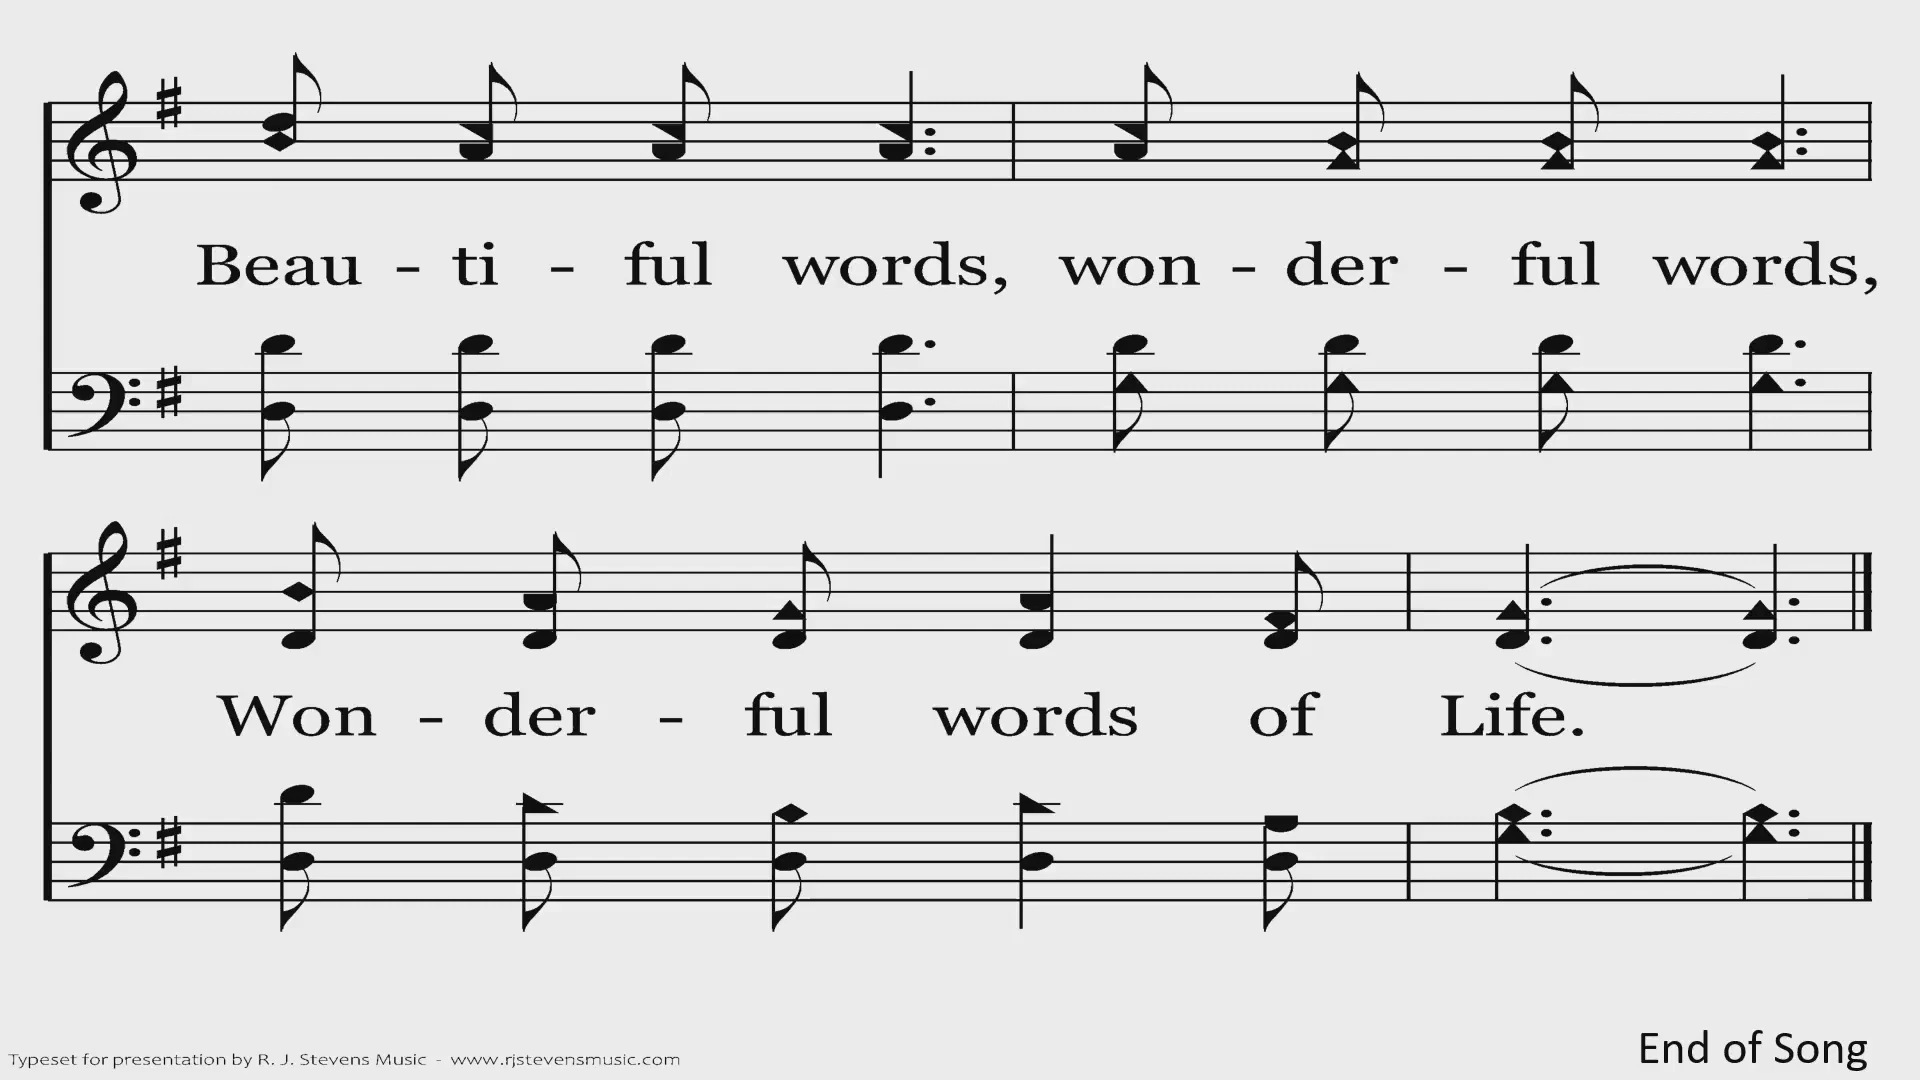 Beau - ti - ful words, won - der - ful words,
Won - der - ful words of Life.
Typeset for presentation by R. J. Stevens Music - www.rjstevensmusic.com
End of Song